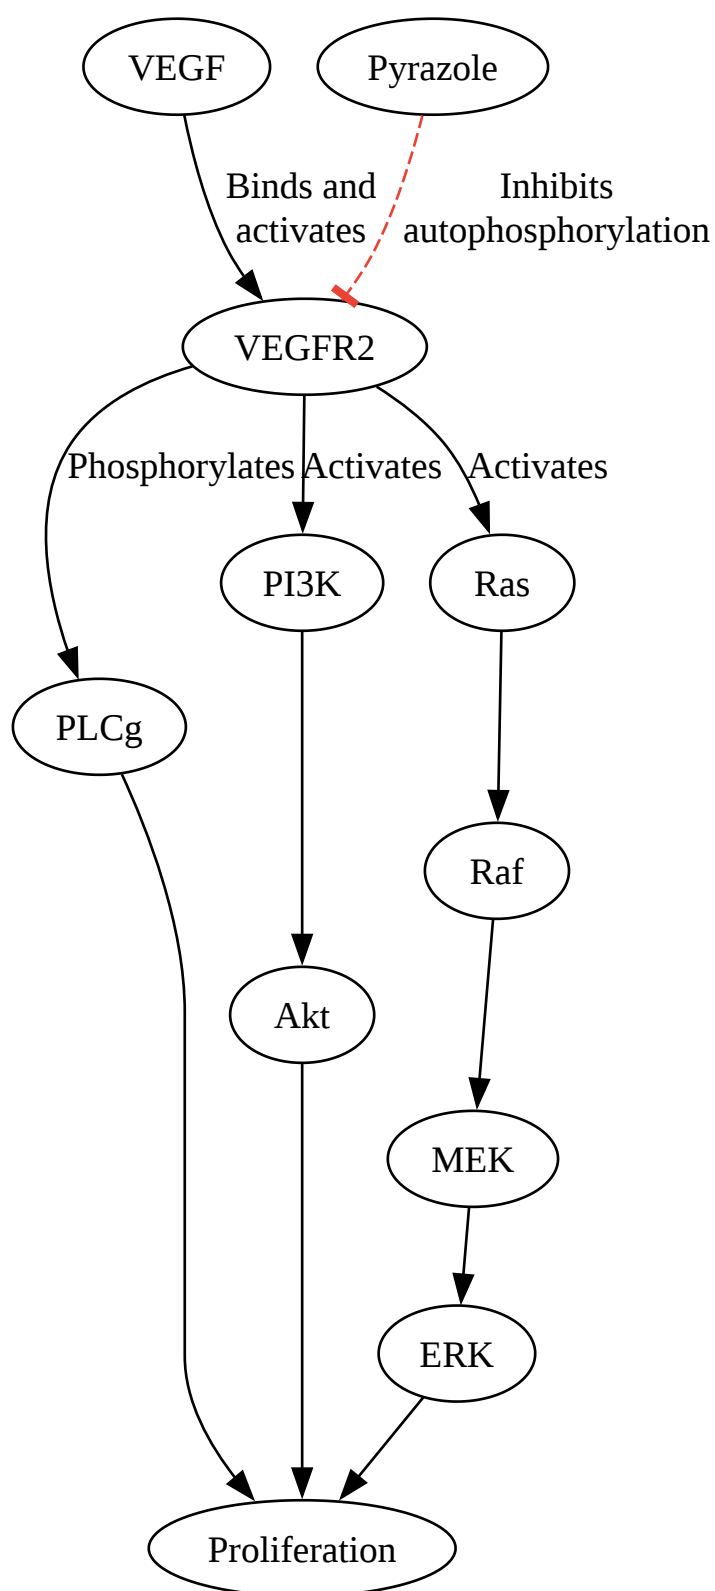 VEGF
Pyrazole
Binds and
activates
Inhibits
autophosphorylation
VEGFR2
Phosphorylates
Activates
Activates
PI3K
Ras
PLCg
Raf
Akt
MEK
ERK
Proliferation